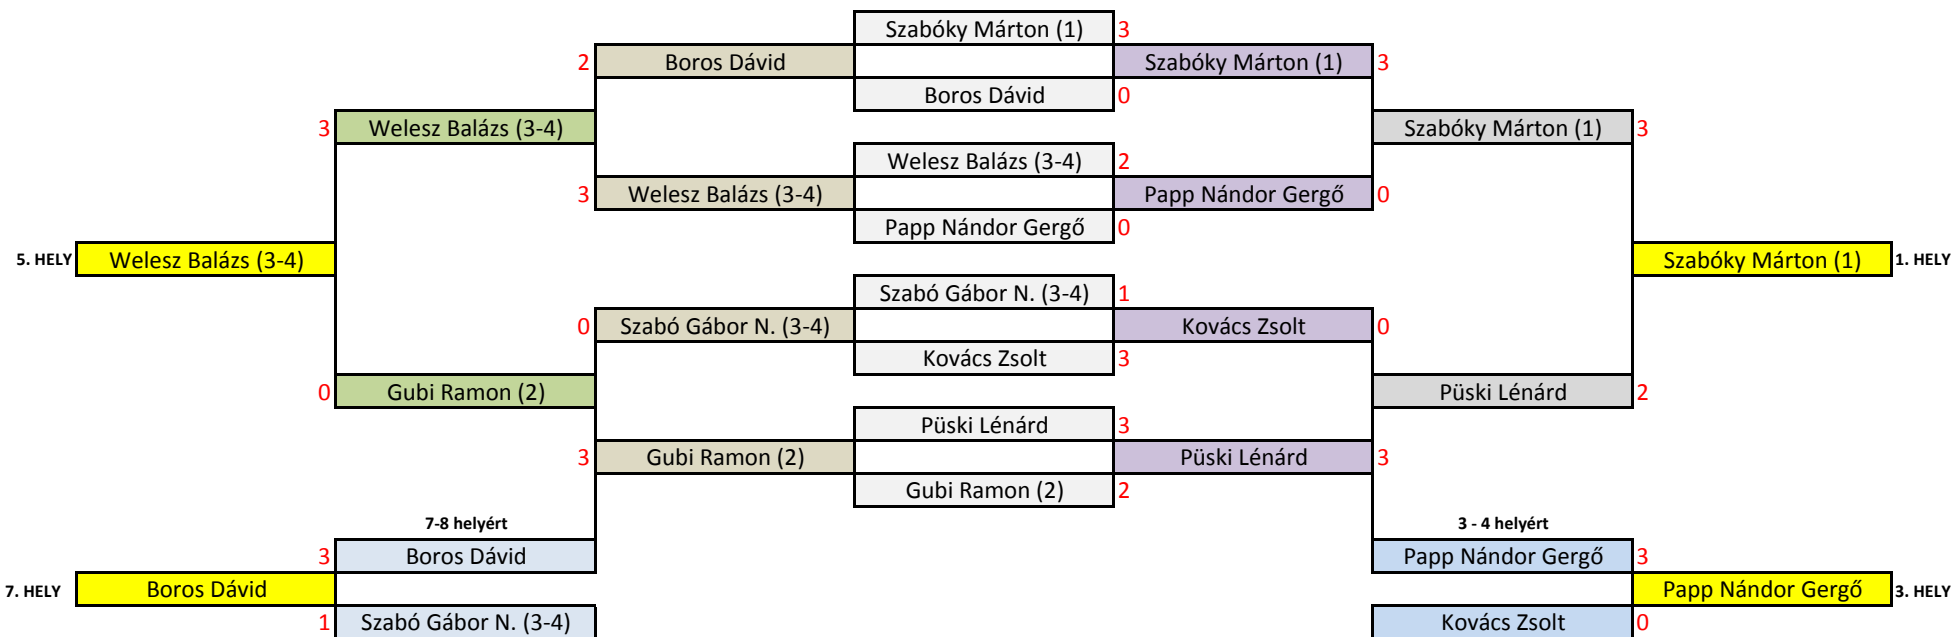 Szabóky Márton (1) 3
2 Boros Dávid Szabóky Márton (1) 3
Boros Dávid 0
3 Welesz Balázs (3-4) Szabóky Márton (1) 3
Welesz Balázs (3-4) 2
3 Welesz Balázs (3-4) Papp Nándor Gergő 0
Papp Nándor Gergő 0
5. HELY Welesz Balázs (3-4) Szabóky Márton (1) 1. HELY
Szabó Gábor N. (3-4) 1
0 Szabó Gábor N. (3-4) Kovács Zsolt 0
Kovács Zsolt 3
0 Gubi Ramon (2) Püski Lénárd 2
Püski Lénárd 3
3 Gubi Ramon (2) Püski Lénárd 3
Gubi Ramon (2) 2
7-8 helyért 3 - 4 helyért
3 Boros Dávid Papp Nándor Gergő 3
7. HELY Boros Dávid Papp Nándor Gergő 3. HELY
1 Szabó Gábor N. (3-4) Kovács Zsolt 0